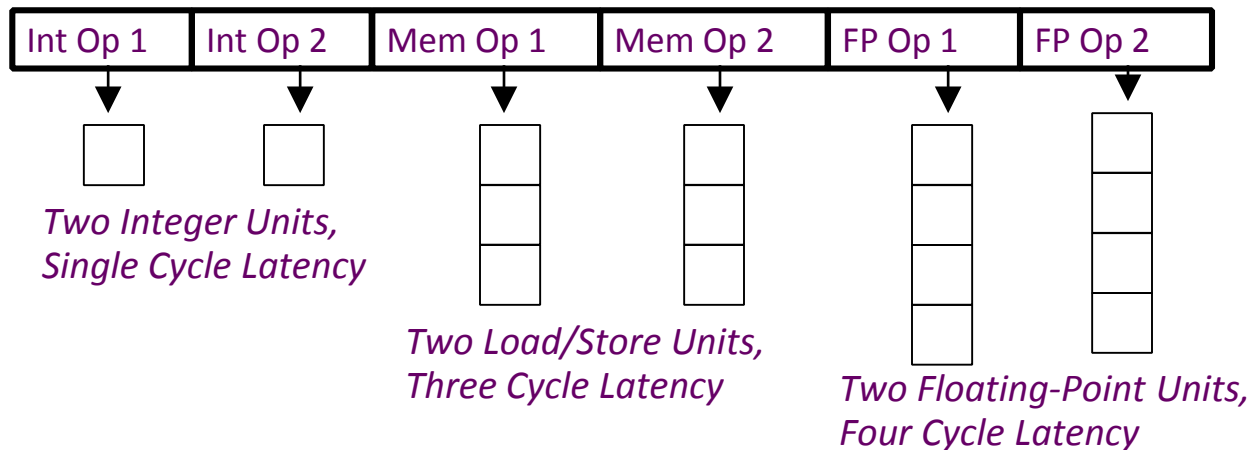 Int Op 1 Int Op 2 Mem Op 1 Mem Op 2 FP Op 1 FP Op 2
Two Integer Units,
Single Cycle Latency
Two Load/Store Units,
Three Cycle Latency
Two Floating-Point Units,
Four Cycle Latency